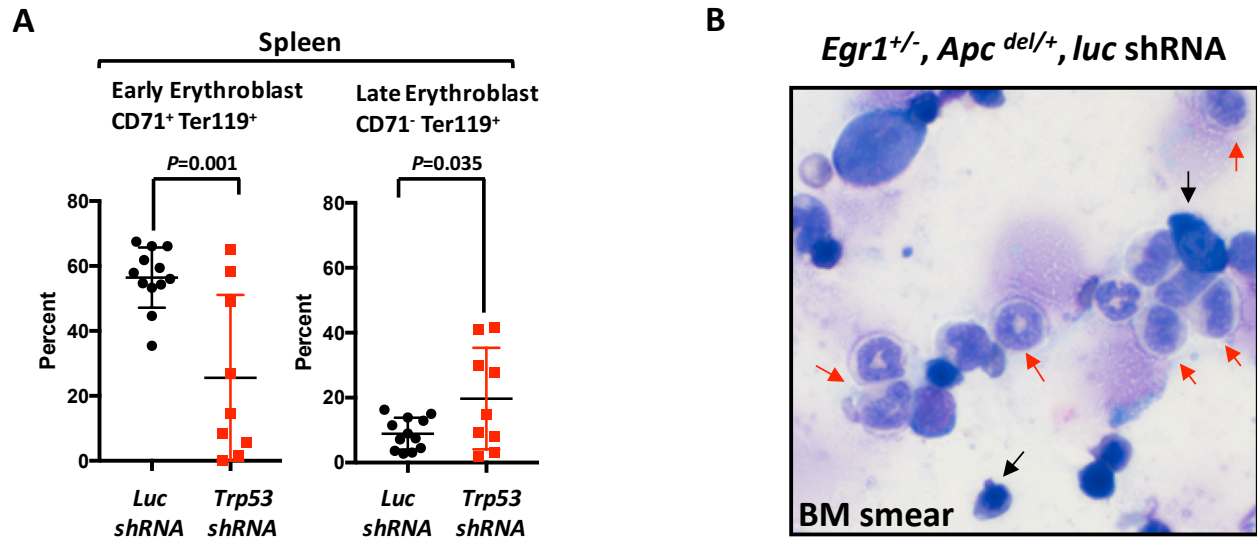 A
Spleen
Early Erythroblast
CD71⁺ Ter119⁺
P=0.001
Percent
80
60
40
20
0
Luc
shRNA
Trp53
shRNA
Late Erythroblast
CD71⁻ Ter119⁺
P=0.035
Percent
80
60
40
20
0
Luc
shRNA
Trp53
shRNA
B
Egr1⁺/⁻, Apc ᵈᵉˡ/⁺, luc shRNA
BM smear